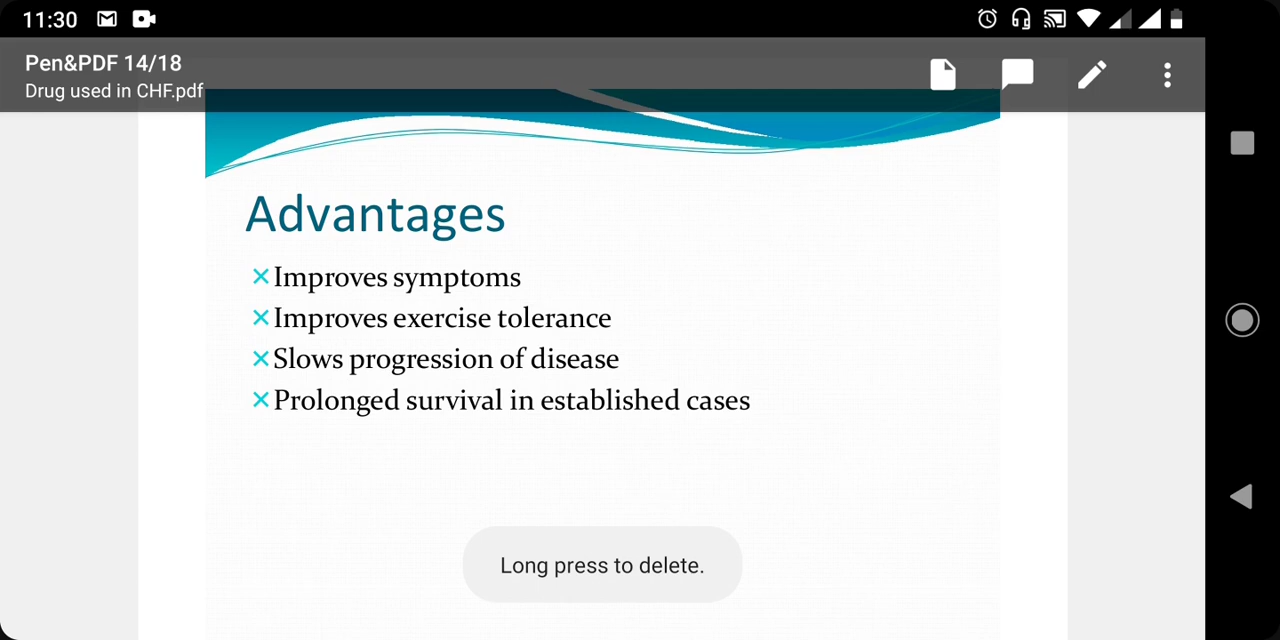 11:30
Pen&PDF 14/18
Drug used in CHF.pdf
Advantages
Improves symptoms
Improves exercise tolerance
Slows progression of disease
Prolonged survival in established cases
Long press to delete.